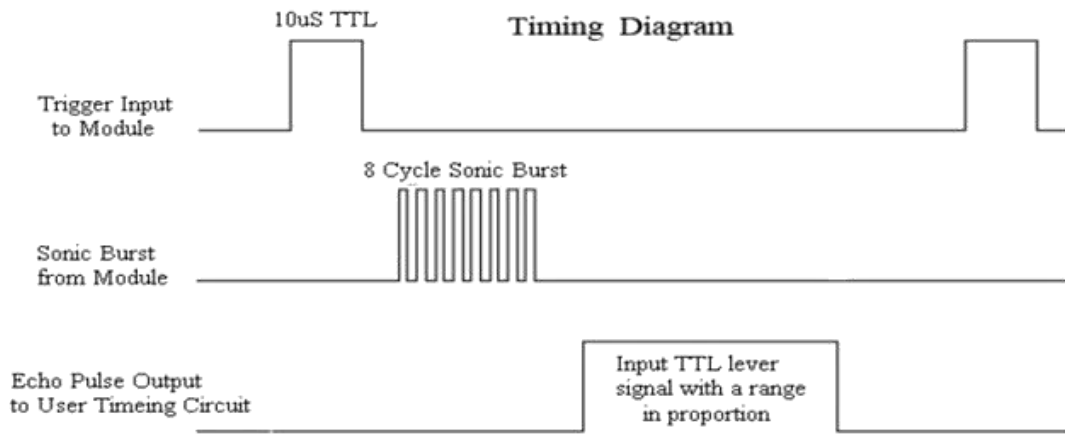 10uS TTL
Timing Diagram
Trigger Input
to Module
8 Cycle Sonic Burst
Sonic Burst
from Module
Echo Pulse Output
to User Timeing Circuit
Input TTL lever
signal with a range
in proportion